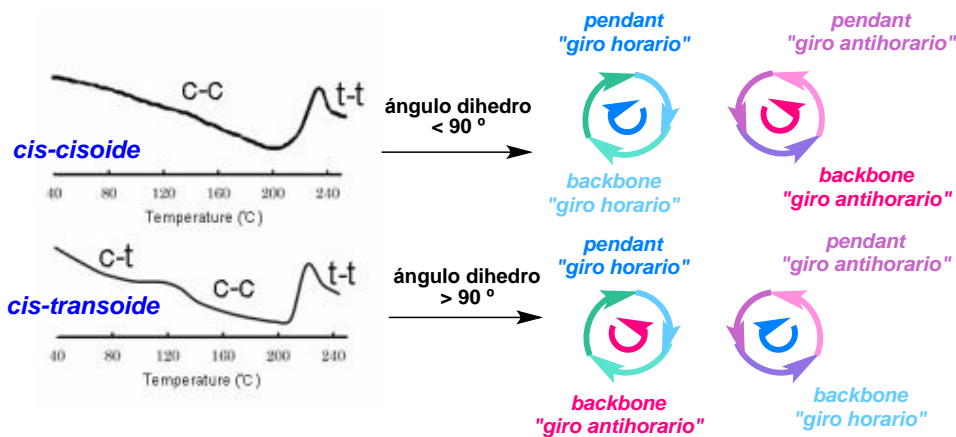 C-C
t-t
cis-cisoide
40 80 120 160 200 240
Temperature (℃)
ángulo dihedro
< 90 º
pendant
"giro horario"
pendant
"giro antihorario"
backbone
"giro horario"
backbone
"giro antihorario"
C-t
C-C
t-t
cis-transoide
40 80 120 160 200 240
Temperature (℃)
ángulo dihedro
> 90 º
pendant
"giro horario"
pendant
"giro antihorario"
backbone
"giro antihorario"
backbone
"giro horario"